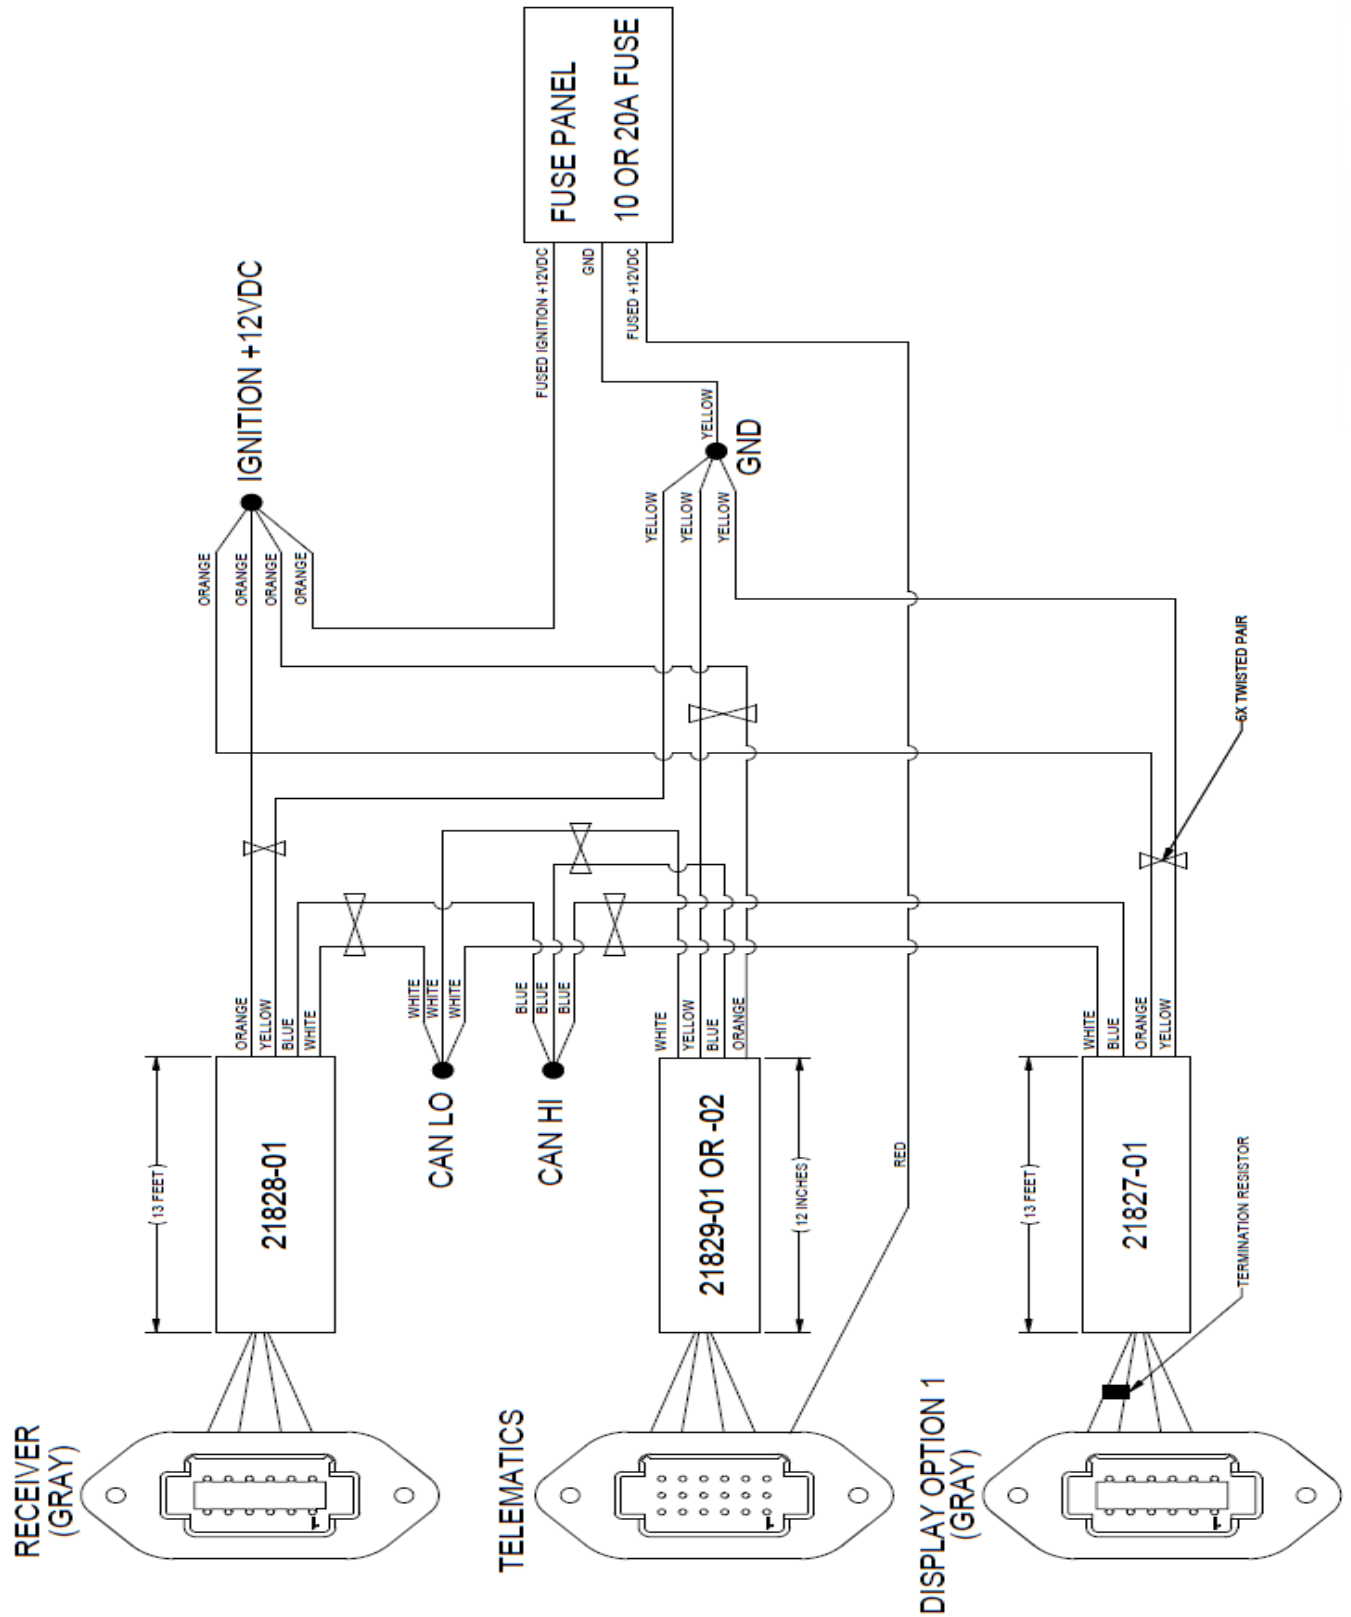 RECEIVER
(GRAY)
(13 FEET)
21828-01
ORANGE
YELLOW
BLUE
WHITE
ORANGE
ORANGE
ORANGE
ORANGE
IGNITION +12VDC
CAN LO
WHITE
WHITE
WHITE
CAN HI
BLUE
BLUE
BLUE
FUSED IGNITION +12VDC
GND
FUSED +12VDC
FUSE PANEL
10 OR 20A FUSE
TELEMATICS
21829-01 OR -02
(12 INCHES)
WHITE
YELLOW
BLUE
ORANGE
YELLOW
YELLOW
YELLOW
YELLOW
GND
RED
DISPLAY OPTION 1
(GRAY)
(13 FEET)
21827-01
WHITE
BLUE
ORANGE
YELLOW
TERMINATION RESISTOR
6X TWISTED PAIR